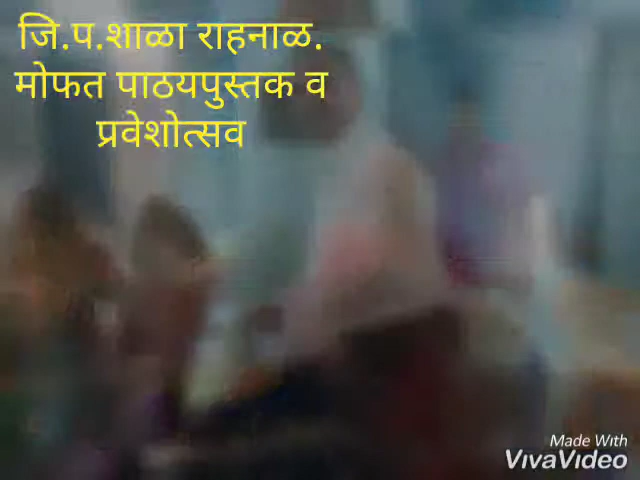 जि.प.शाळा राहनाळ.
मोफत पाठयपुस्तक व
प्रवेशोत्सव
Made With
VivaVideo